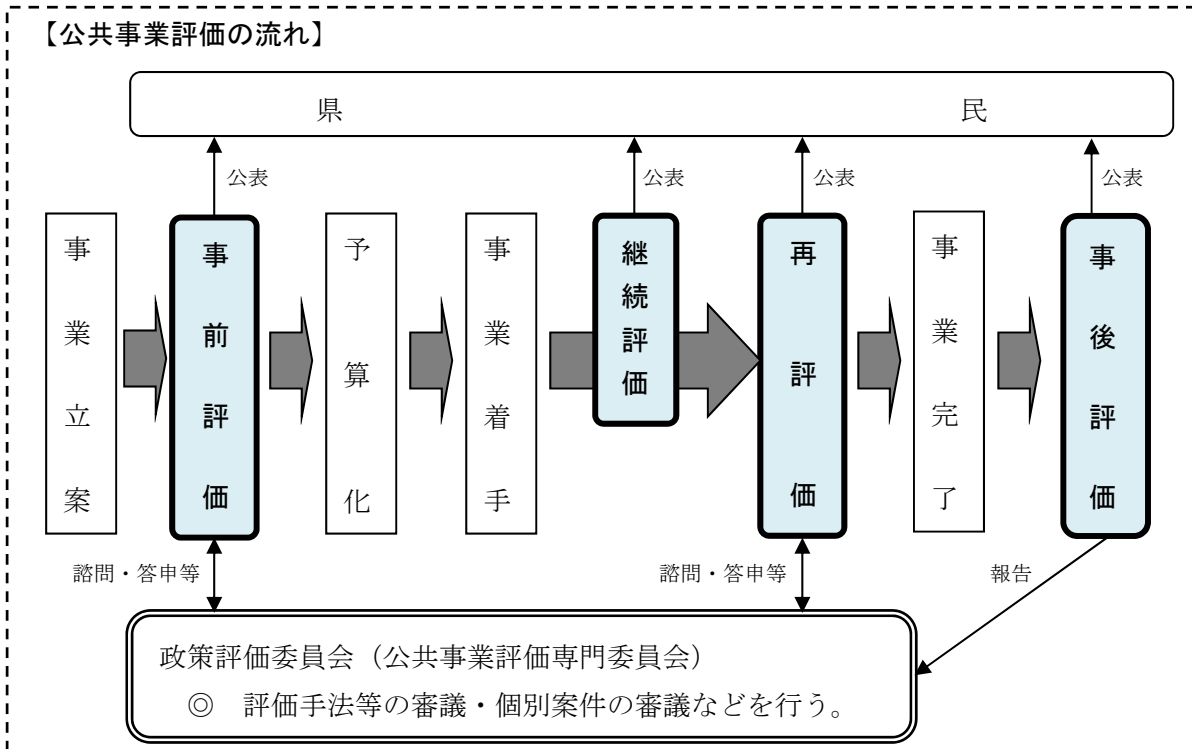 【公共事業評価の流れ】
県 民
公表
公表
公表
公表
事業立案
事前評価
予算化
事業着手
継続評価
再評価
事業完了
事後評価
諮問・答申等
諮問・答申等
報告
政策評価委員会（公共事業評価専門委員会）
◎ 評価手法等の審議・個別案件の審議などを行う。